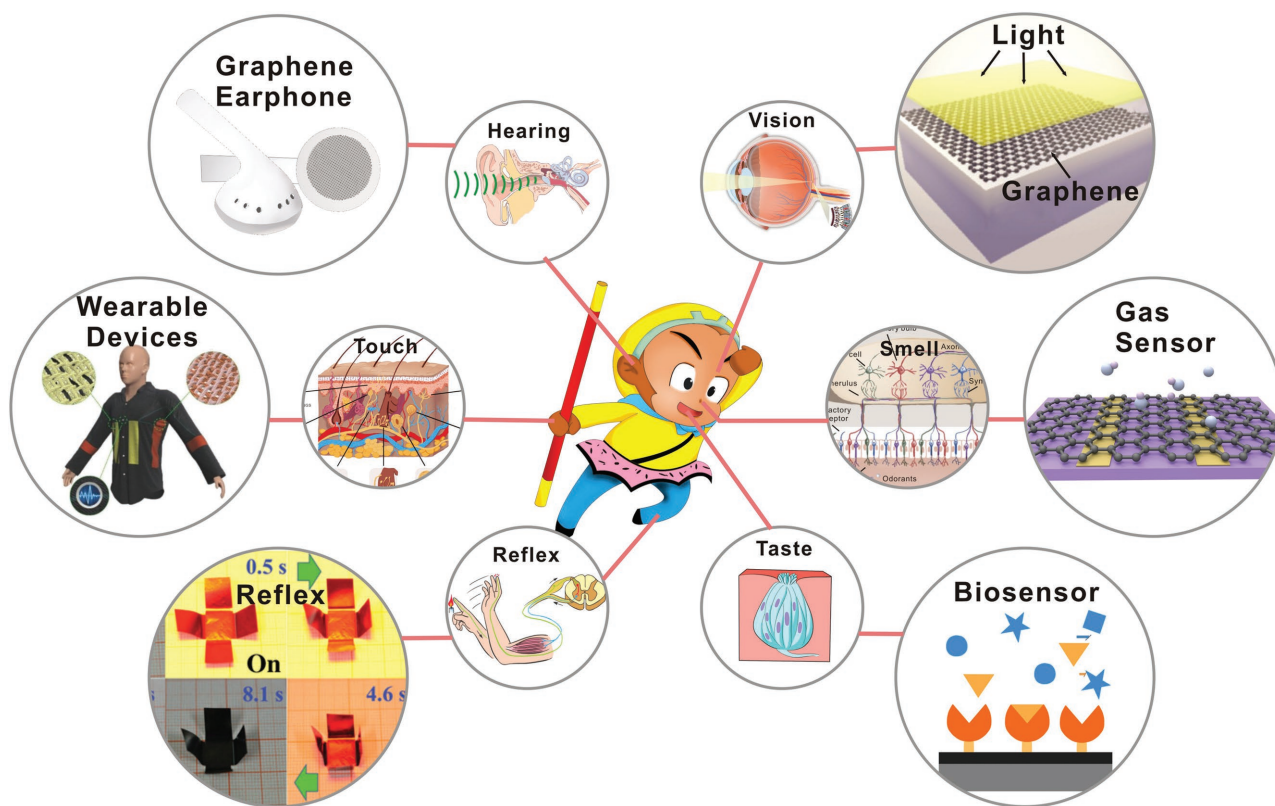 Graphene
Earphone
Hearing
Vision
Light
Graphene
Wearable
Devices
Touch
Smell
Axon
cell
Syn
Odorants
Gas
Sensor
0.5 s
Reflex
On
8.1 s
4.6 s
Reflex
Taste
Biosensor